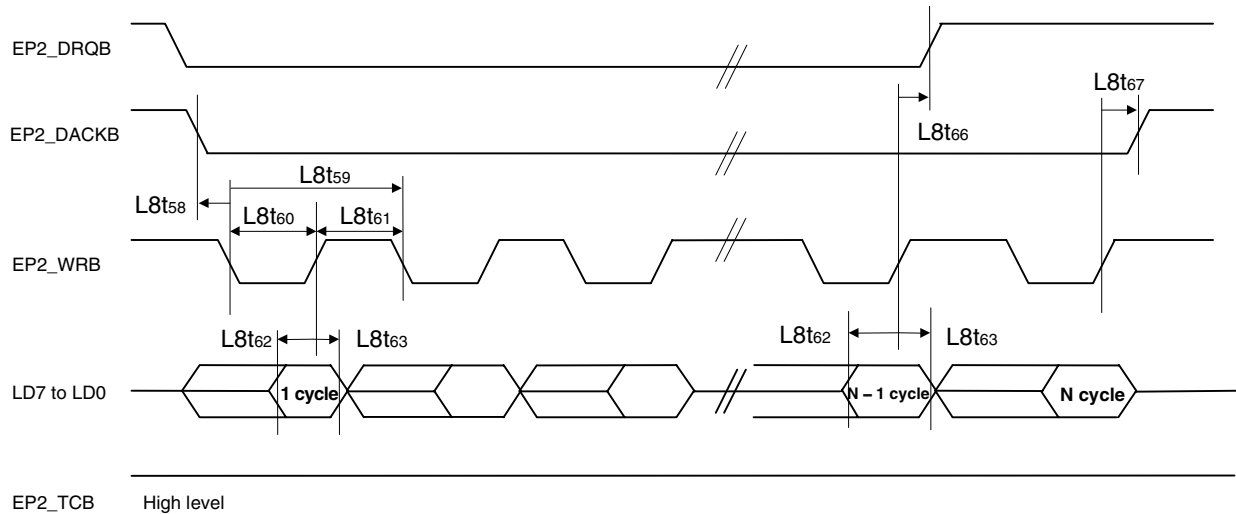 EP2_DRQB
L8t67
EP2_DACKB
L8t66
L8t59
L8t58
L8t60
L8t61
EP2_WRB
L8t62
L8t63
L8t62
L8t63
LD7 to LD0
1 cycle
N – 1 cycle
N cycle
EP2_TCB
High level